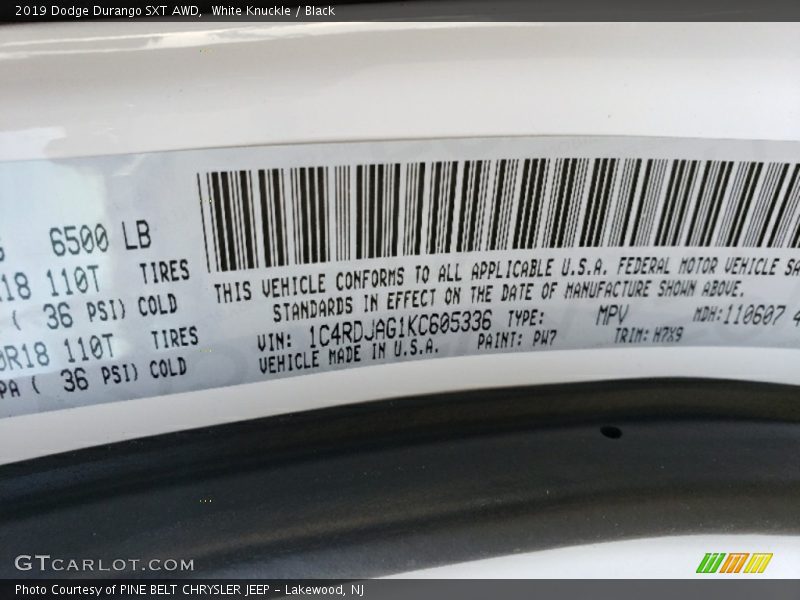 2019 Dodge Durango SXT AWD,  White Knuckle / Black
6500 LB
R18 110T TIRES
( 36 PSI) COLD
0R18 110T TIRES
PA ( 36 PSI) COLD
THIS VEHICLE CONFORMS TO ALL APPLICABLE U.S.A. FEDERAL MOTOR VEHICLE SA
STANDARDS IN EFFECT ON THE DATE OF MANUFACTURE SHOWN ABOVE.
VIN: 1C4RDJAG1KC605336 TYPE: MPV MDH:110607 4
VEHICLE MADE IN U.S.A. PAINT: PW7 TRIM: H7X9
GTCARLOT.COM
Photo Courtesy of PINE BELT CHRYSLER JEEP - Lakewood, NJ